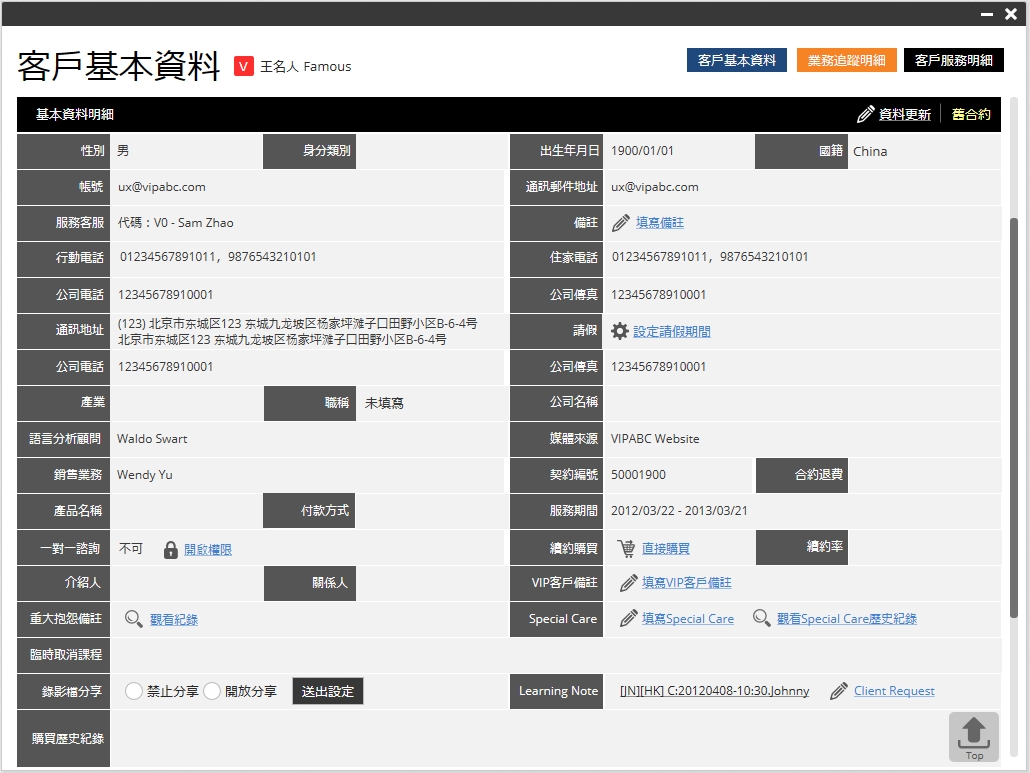 客戶基本資料 V 王名人 Famous 客戶基本資料 業務追蹤明細 客戶服務明細
基本資料明細 資料更新 舊合約
性別 男 身分類別 出生年月日 1900/01/01 國籍 China
帳號 ux@vipabc.com 通訊郵件地址 ux@vipabc.com
服務客服 代碼：V0 - Sam Zhao 備註 填寫備註
行動電話 01234567891011，9876543210101 住家電話 01234567891011，9876543210101
公司電話 12345678910001 公司傳真 12345678910001
通訊地址 (123) 北京市东城区123 东城九龙坡区杨家坪滩子口田野小区B-6-4号 請假 設定請假期間
北京市东城区123 东城九龙坡区杨家坪滩子口田野小区B-6-4号
公司電話 12345678910001 公司傳真 12345678910001
產業 職稱 未填寫 公司名稱
語言分析顧問 Waldo Swart 媒體來源 VIPABC Website
銷售業務 Wendy Yu 契約編號 50001900 合約退費
產品名稱 付款方式 服務期間 2012/03/22 - 2013/03/21
一對一諮詢 不可 開啟權限 續約購買 直接購買 續約率
介紹人 關係人 VIP客戶備註 填寫VIP客戶備註
重大抱怨備註 觀看紀錄 Special Care 填寫Special Care 觀看Special Care歷史紀錄
臨時取消課程
錄影檔分享 禁止分享 開放分享 送出設定 Learning Note [JN][HK] C:20120408-10:30.Johnny Client Request
購買歷史紀錄
Top